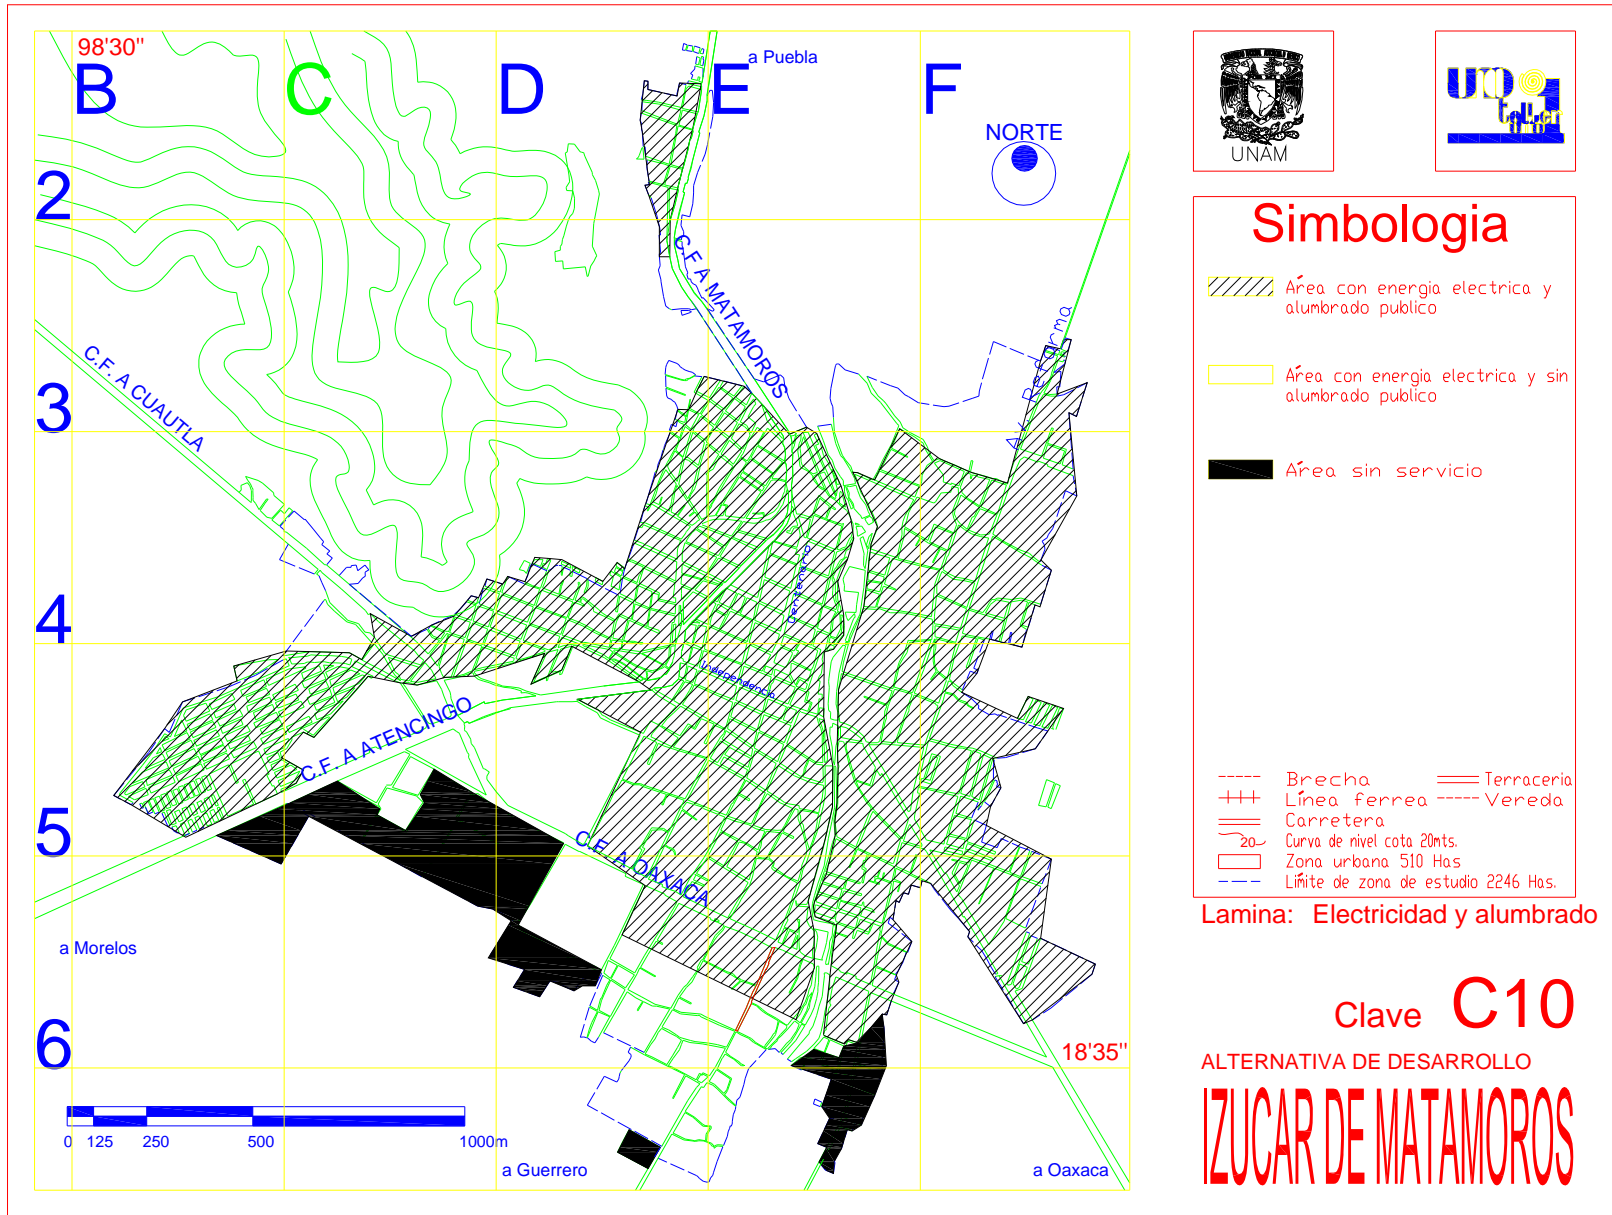 98'30"
B
C
D
E
F
a Puebla
NORTE
2
3
4
5
6
C.F A MATAMOROS
C.F. A CUAUTLA
Av. Reforma
Centenario
Independencia
C.F. A ATENCINGO
C.F. A OAXACA
a Morelos
18'35"
0 125 250 500 1000m
a Guerrero
a Oaxaca
UNAM
uno
taller
Simbologia
Área con energia electrica y
alumbrado publico
Área con energia electrica y sin
alumbrado publico
Área sin servicio
Brecha
Terraceria
Línea ferrea
Vereda
Carretera
20
Curva de nivel cota 20mts.
Zona urbana 510 Has
Límite de zona de estudio 2246 Has.
Lamina: Electricidad y alumbrado
Clave C10
ALTERNATIVA DE DESARROLLO
IZUCAR DE MATAMOROS